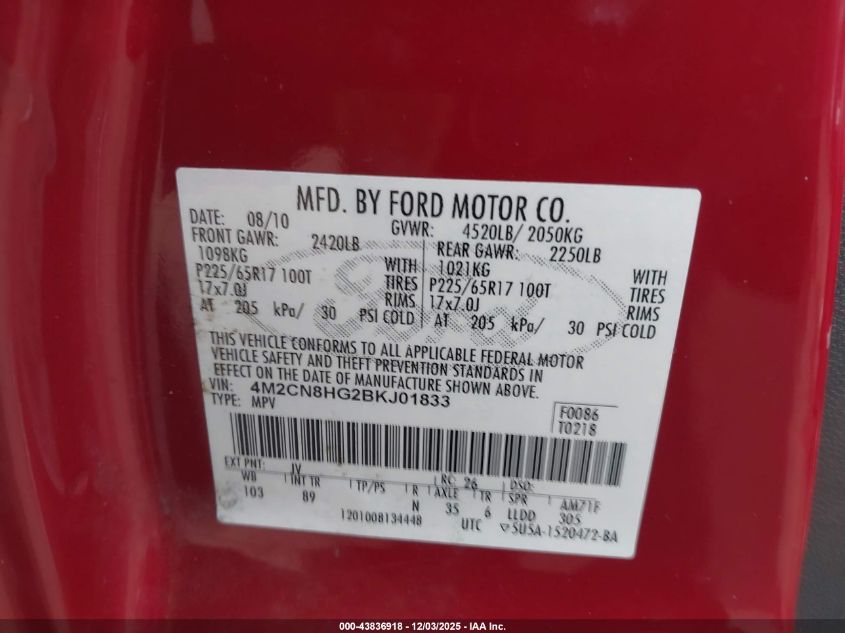 MFD. BY FORD MOTOR CO.
DATE: 08/10 GVWR: 4520LB/ 2050KG
FRONT GAWR: 2420LB REAR GAWR: 2250LB
1098KG WITH 1021KG WITH
P225/65R17 100T TIRES P225/65R17 100T TIRES
17x7.0J RIMS 17x7.0J RIMS
AT 205 kPa/ 30 PSI COLD AT 205 kPa/ 30 PSI COLD
THIS VEHICLE CONFORMS TO ALL APPLICABLE FEDERAL MOTOR
VEHICLE SAFETY AND THEFT PREVENTION STANDARDS IN
EFFECT ON THE DATE OF MANUFACTURE SHOWN ABOVE.
VIN: 4M2CN8HG2BKJ01833
TYPE: MPV
F0086
T0218
EXT PNT: JV RC: 26 DSO:
WB INT TR TP/PS R AXLE TR SPR AM71F
103 89 N 35 6 LLDD 305
1201008134448 UTC 5U5A-1520472-BA
000-43836918 - 12/03/2025 - IAA Inc.